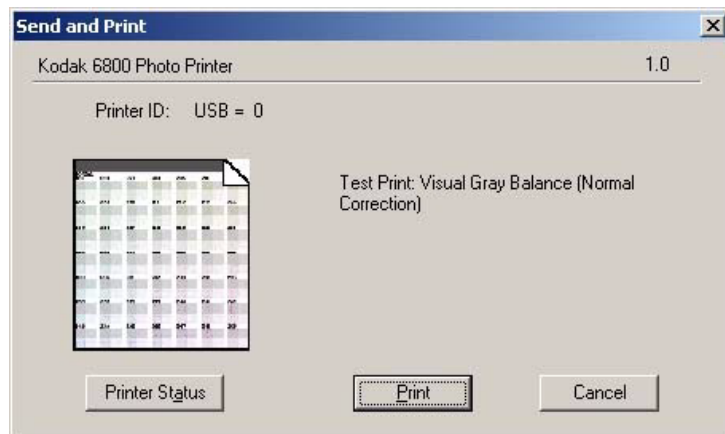 Send and Print
Kodak 6800 Photo Printer
1.0
Printer ID: USB = 0
Test Print: Visual Gray Balance (Normal
Correction)
Printer Status
Print
Cancel